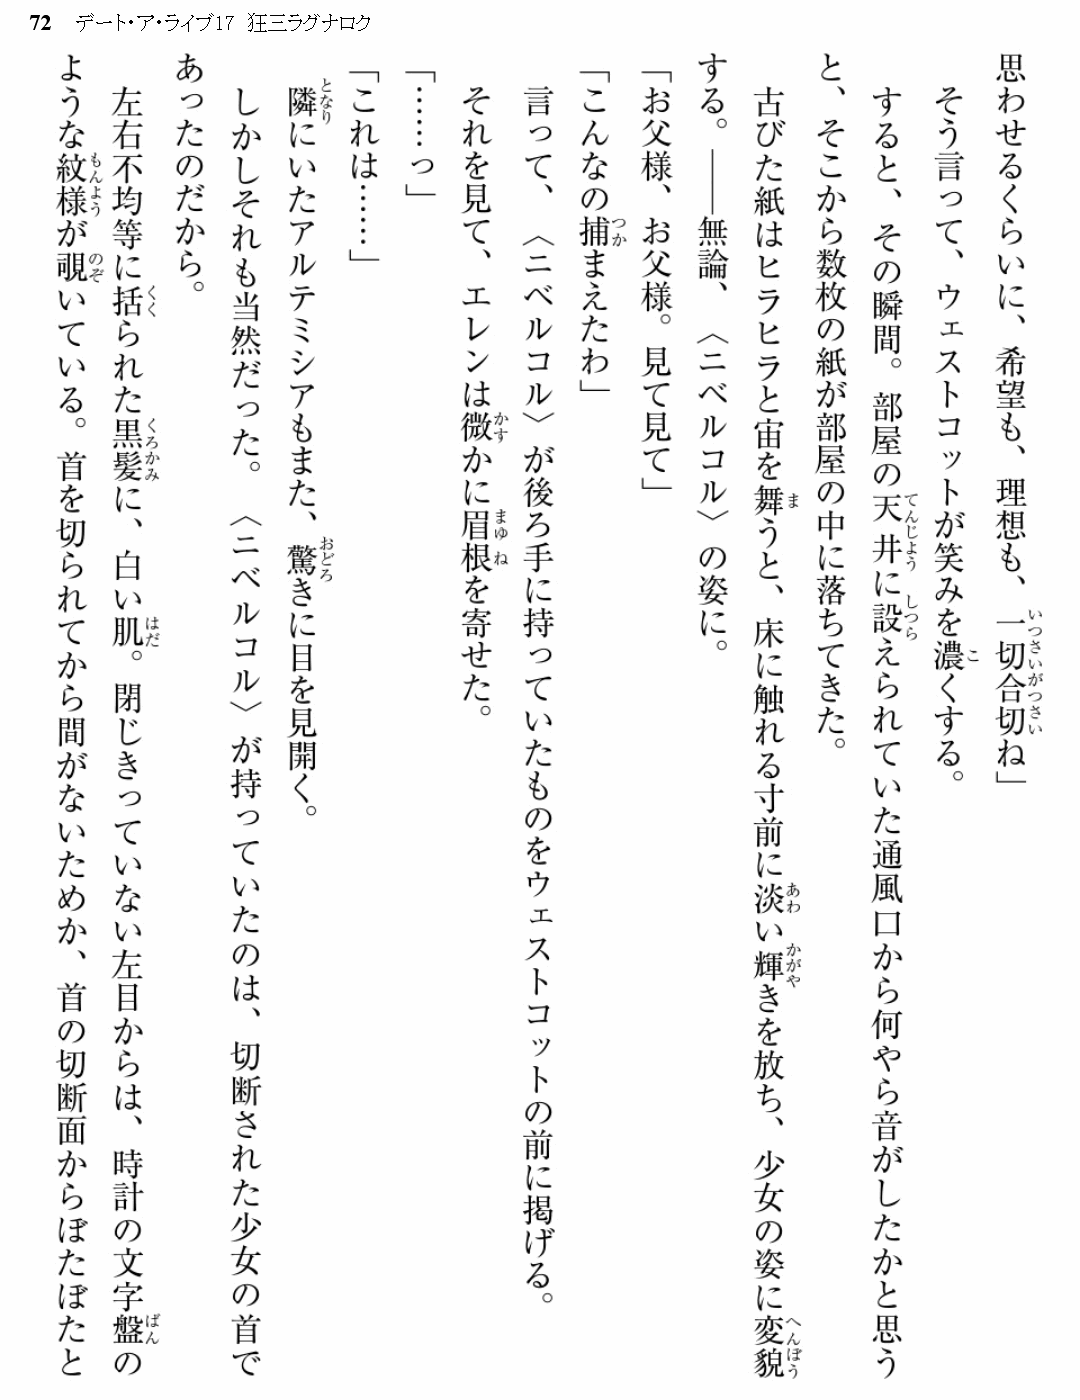 72 デート・ア・ライブ17 狂三ラグナロク
思わせるくらいに、希望も、理想も、一切合切ね」
そう言って、ウェストコットが笑みを濃くする。
すると、その瞬間。部屋の天井に設えられていた通風口から何やら音がしたかと思う
と、そこから数枚の紙が部屋の中に落ちてきた。
古びた紙はヒラヒラと宙を舞うと、床に触れる寸前に淡い輝きを放ち、少女の姿に変貌
する。――無論、〈ニベルコル〉の姿に。
「お父様、お父様。見て見て」
「こんなの捕まえたわ」
言って、〈ニベルコル〉が後ろ手に持っていたものをウェストコットの前に掲げる。
それを見て、エレンは微かに眉根を寄せた。
「……っ」
「これは……」
隣にいたアルテミシアもまた、驚きに目を見開く。
しかしそれも当然だった。〈ニベルコル〉が持っていたのは、切断された少女の首で
あったのだから。
左右不均等に括られた黒髪に、白い肌。閉じきっていない左目からは、時計の文字盤の
ような紋様が覗いている。首を切られてから間がないためか、首の切断面からぼたぼたと